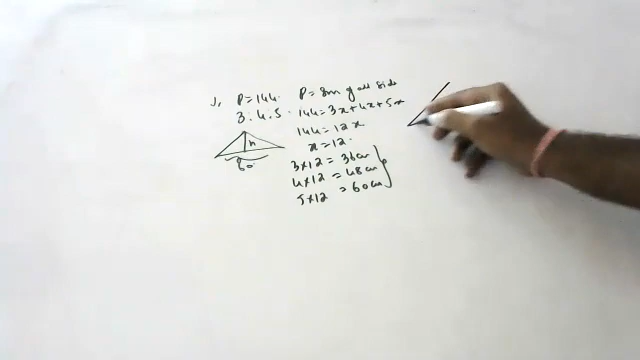 1, P=144. P= Sum of all side
3:4:5. 144=3x+4x+5x
144=12x
x=12.
3×12=36cm
4×12=48cm
5×12=60cm
h
60